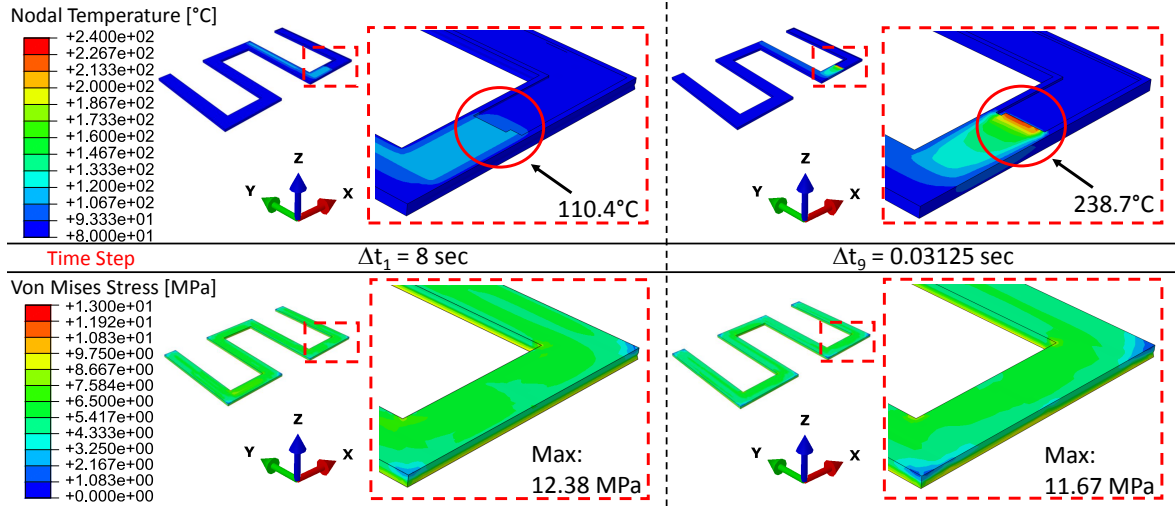 Nodal Temperature [°C]
+2.400e+02
+2.267e+02
+2.133e+02
+2.000e+02
+1.867e+02
+1.733e+02
+1.600e+02
+1.467e+02
+1.333e+02
+1.200e+02
+1.067e+02
+9.333e+01
+8.000e+01
Z
Y
X
110.4°C
Z
Y
X
238.7°C
Time Step
Δt1 = 8 sec
Δt9 = 0.03125 sec
Von Mises Stress [MPa]
+1.300e+01
+1.192e+01
+1.083e+01
+9.750e+00
+8.667e+00
+7.584e+00
+6.500e+00
+5.417e+00
+4.333e+00
+3.250e+00
+2.167e+00
+1.083e+00
+0.000e+00
Z
Y
X
Max:
12.38 MPa
Z
Y
X
Max:
11.67 MPa